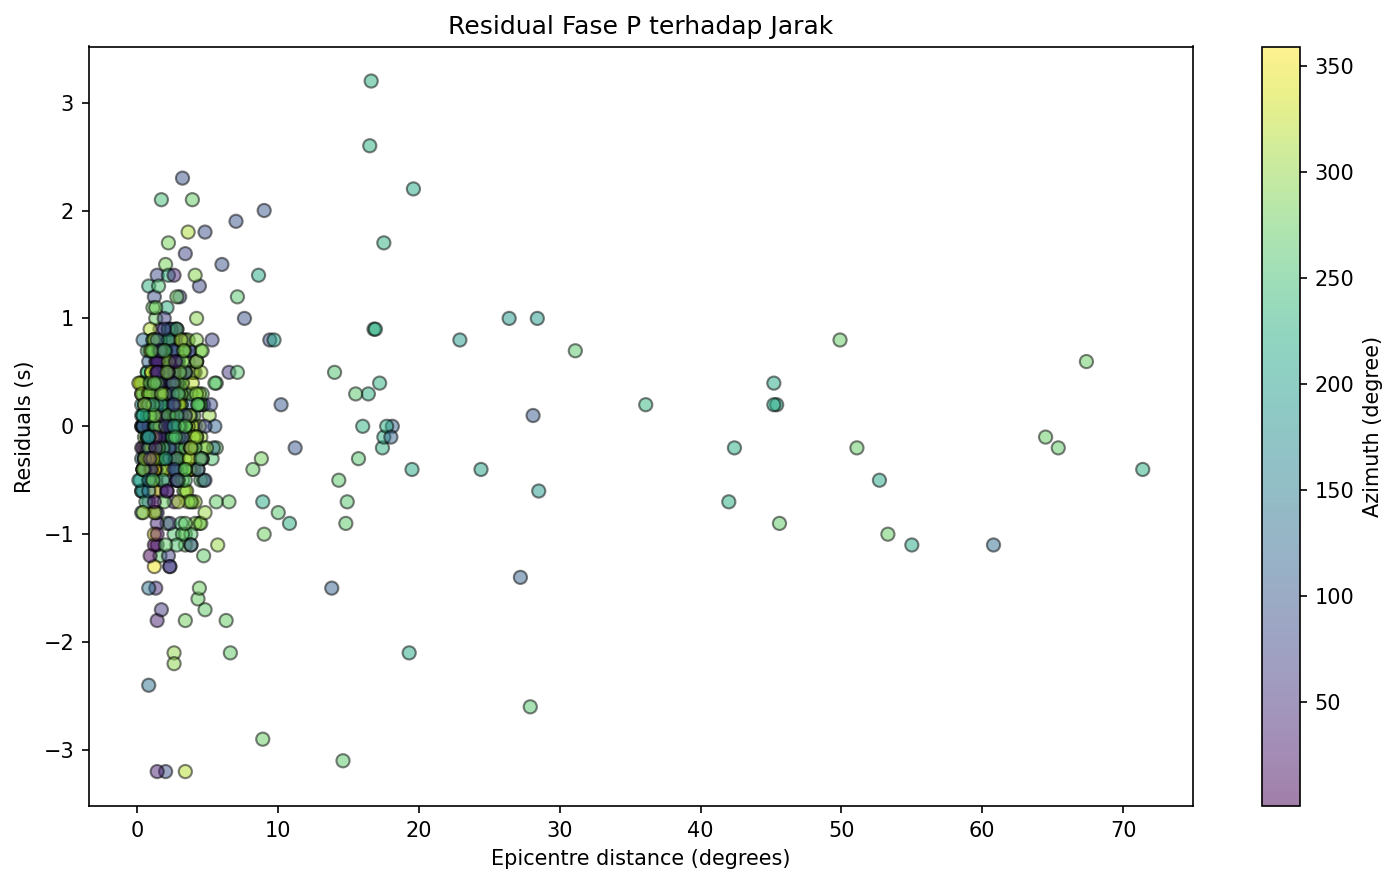 Residual Fase P terhadap Jarak
Residuals (s)
3
2
1
0
−1
−2
−3
0 10 20 30 40 50 60 70
Epicentre distance (degrees)
350
300
250
200
150
100
50
Azimuth (degree)